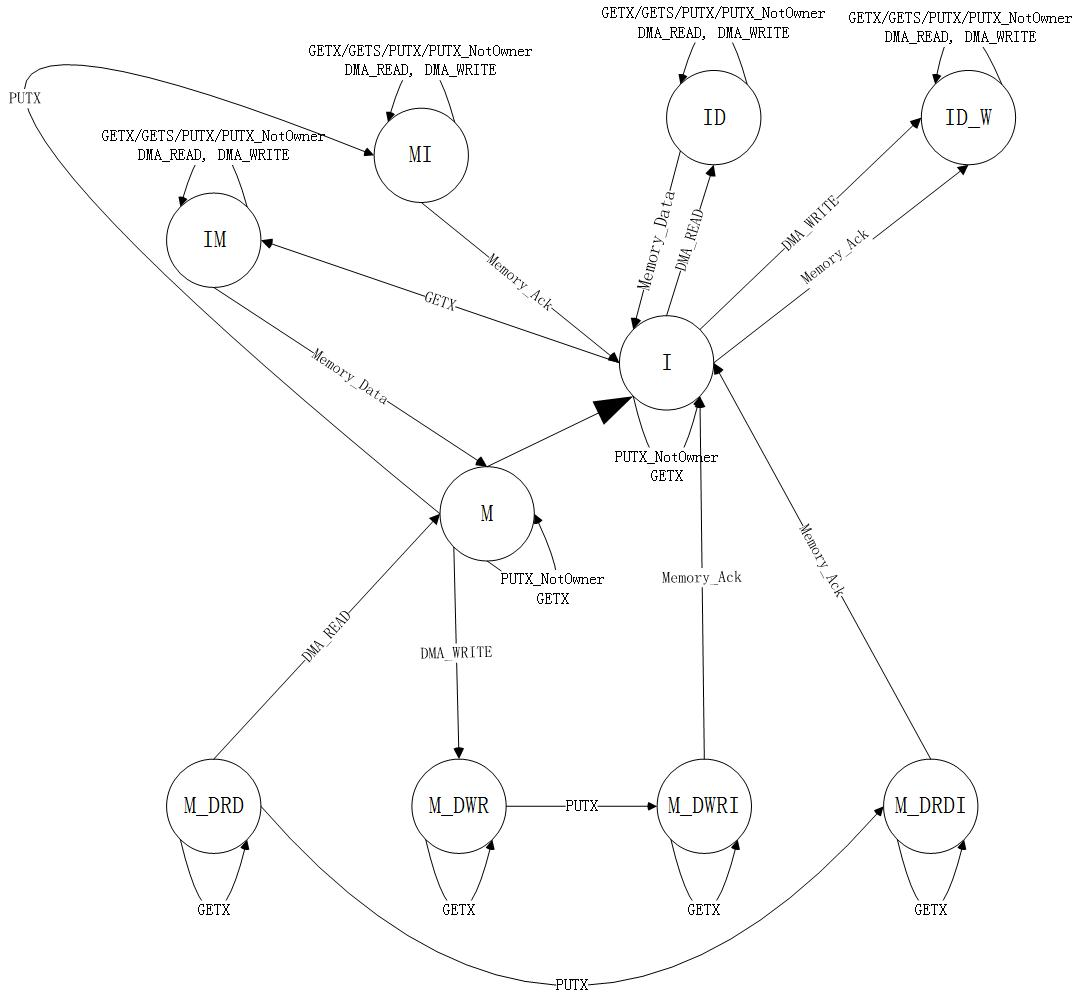 GETX/GETS/PUTX/PUTX_NotOwner
DMA_READ, DMA_WRITE
GETX/GETS/PUTX/PUTX_NotOwner
DMA_READ, DMA_WRITE
GETX/GETS/PUTX/PUTX_NotOwner
DMA_READ, DMA_WRITE
PUTX
GETX/GETS/PUTX/PUTX_NotOwner
DMA_READ, DMA_WRITE
ID
ID_W
MI
IM
Memory_Data
DMA_READ
DMA_WRITE
Memory_Ack
Memory_Ack
GETX
I
Memory_Data
PUTX_NotOwner
GETX
M
PUTX_NotOwner
GETX
Memory_Ack
Memory_Ack
DMA_READ
DMA_WRITE
M_DRD
M_DWR
PUTX
M_DWRI
M_DRDI
GETX
GETX
GETX
GETX
PUTX